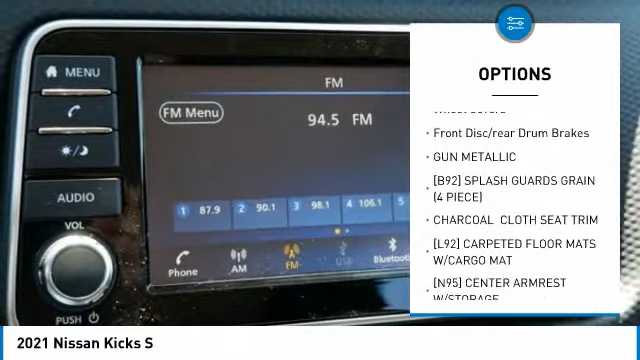 MENU
AUDIO
VOL
PUSH
FM
FM Menu
94.5 FM
1 87.9
2 90.1
3 98.1
4 106.1
5
Phone
AM
FM
USB
Bluetooth
OPTIONS
Front Disc/rear Drum Brakes
GUN METALLIC
[B92] SPLASH GUARDS GRAIN
(4 PIECE)
CHARCOAL CLOTH SEAT TRIM
[L92] CARPETED FLOOR MATS
W/CARGO MAT
[N95] CENTER ARMREST
W/STORAGE
2021 Nissan Kicks S